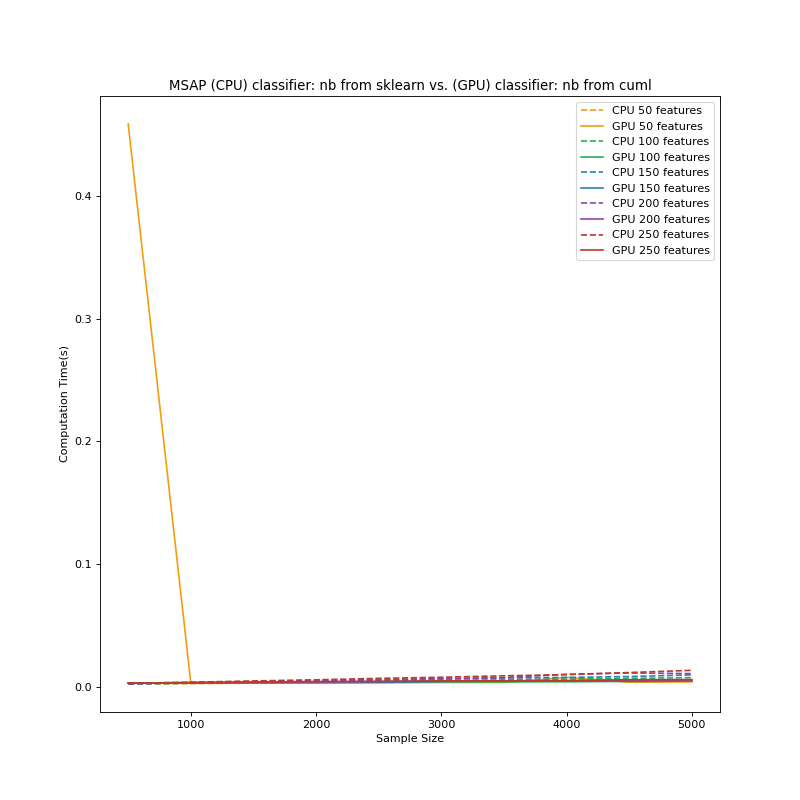 MSAP (CPU) classifier: nb from sklearn vs. (GPU) classifier: nb from cuml
CPU 50 features
GPU 50 features
CPU 100 features
GPU 100 features
CPU 150 features
GPU 150 features
CPU 200 features
GPU 200 features
CPU 250 features
GPU 250 features
0.4
0.3
0.2
0.1
0.0
Computation Time(s)
1000 2000 3000 4000 5000
Sample Size